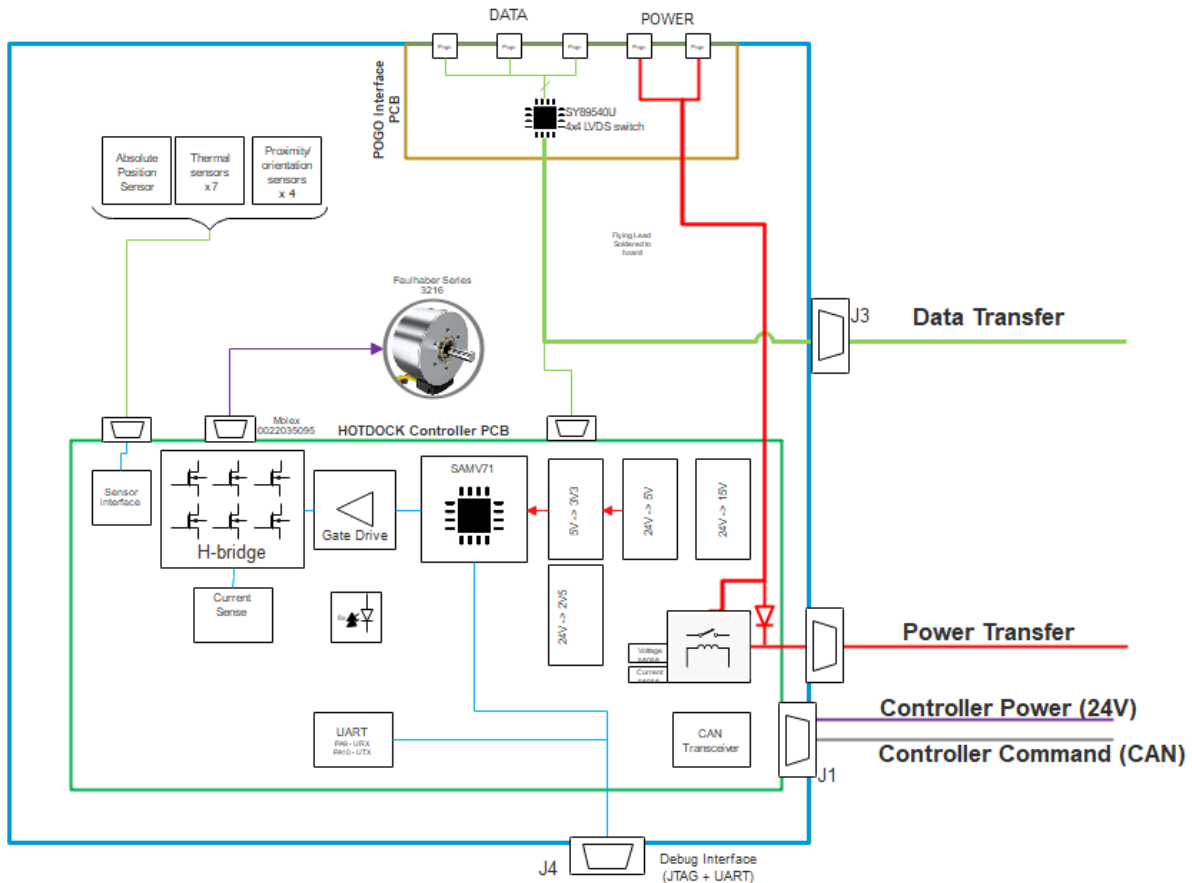 DATA
POWER
Pogo
Pogo
Pogo
Pogo
Pogo
POGO Interface
PCB
SY89540U
4x4 LVDS switch
Absolute
Position
Sensor
Thermal
sensors
x7
Proximity/
orientation
sensors
x 4
Flying Lead
Soldered to
board
Faulhaber Series
3216
J3
Data Transfer
Molex
0022035095
HOTDOCK Controller PCB
Sensor
Interface
H-bridge
Gate Drive
SAMV71
5V -> 3V3
24V -> 5V
24V -> 15V
Current
Sense
24V -> 2V5
Voltage
sense
Current
sense
Power Transfer
UART
PA9 - URX
PA10 - UTX
CAN
Transceiver
Controller Power (24V)
Controller Command (CAN)
J1
J4
Debug Interface
(JTAG + UART)